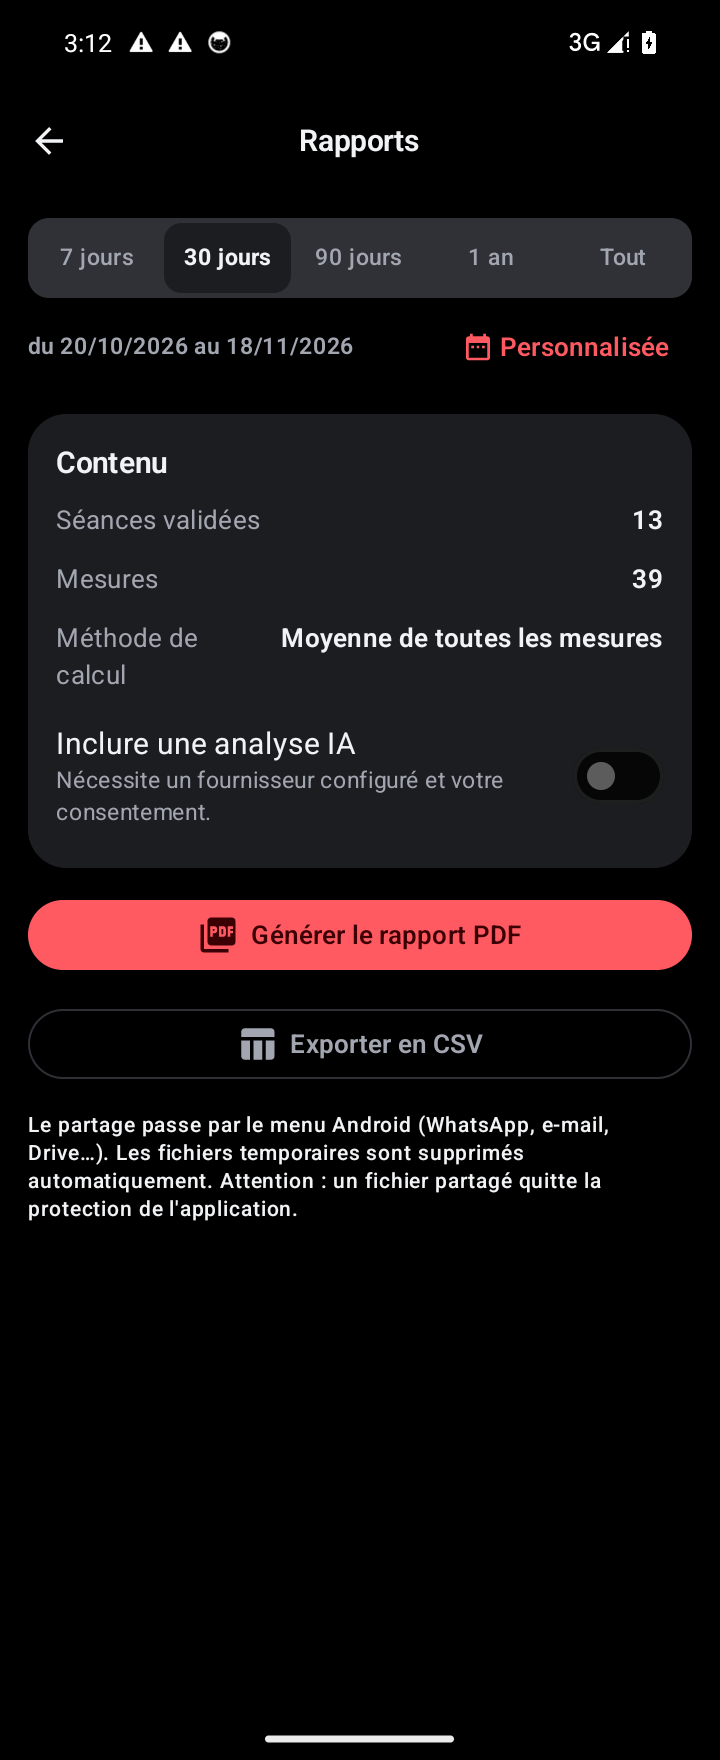 3:12
3G
Rapports
7 jours 30 jours 90 jours 1 an Tout
du 20/10/2026 au 18/11/2026 Personnalisée
Contenu
Séances validées 13
Mesures 39
Méthode de Moyenne de toutes les mesures
calcul
Inclure une analyse IA
Nécessite un fournisseur configuré et votre
consentement.
PDF Générer le rapport PDF
Exporter en CSV
Le partage passe par le menu Android (WhatsApp, e-mail,
Drive…). Les fichiers temporaires sont supprimés
automatiquement. Attention : un fichier partagé quitte la
protection de l'application.